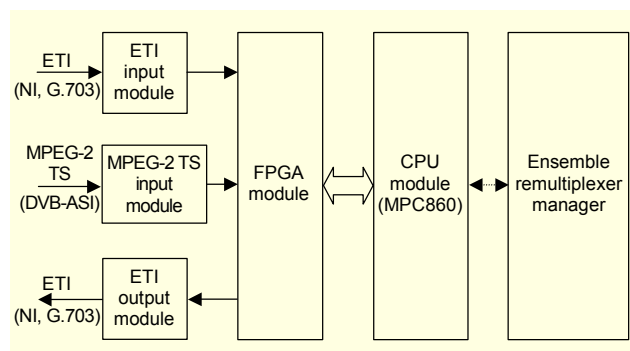 ETI
(NI, G.703)
ETI
input
module
MPEG-2
TS
(DVB-ASI)
MPEG-2 TS
input
module
ETI
(NI, G.703)
ETI
output
module
FPGA
module
CPU
module
(MPC860)
Ensemble
remultiplexer
manager